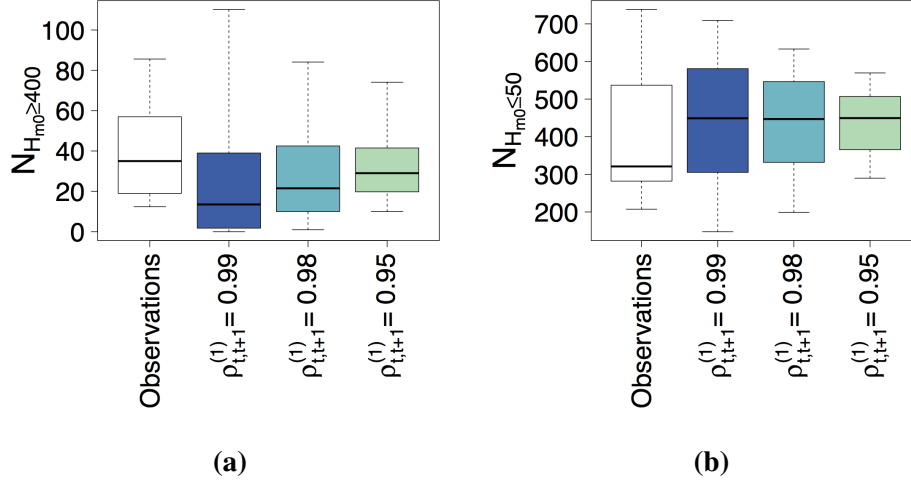 N_{H_{m0}≥400}
100
80
60
40
20
0
Observations
ρ^{(1)}_{t,t+1} = 0.99
ρ^{(1)}_{t,t+1} = 0.98
ρ^{(1)}_{t,t+1} = 0.95
(a)
N_{H_{m0}≤50}
700
600
500
400
300
200
Observations
ρ^{(1)}_{t,t+1} = 0.99
ρ^{(1)}_{t,t+1} = 0.98
ρ^{(1)}_{t,t+1} = 0.95
(b)